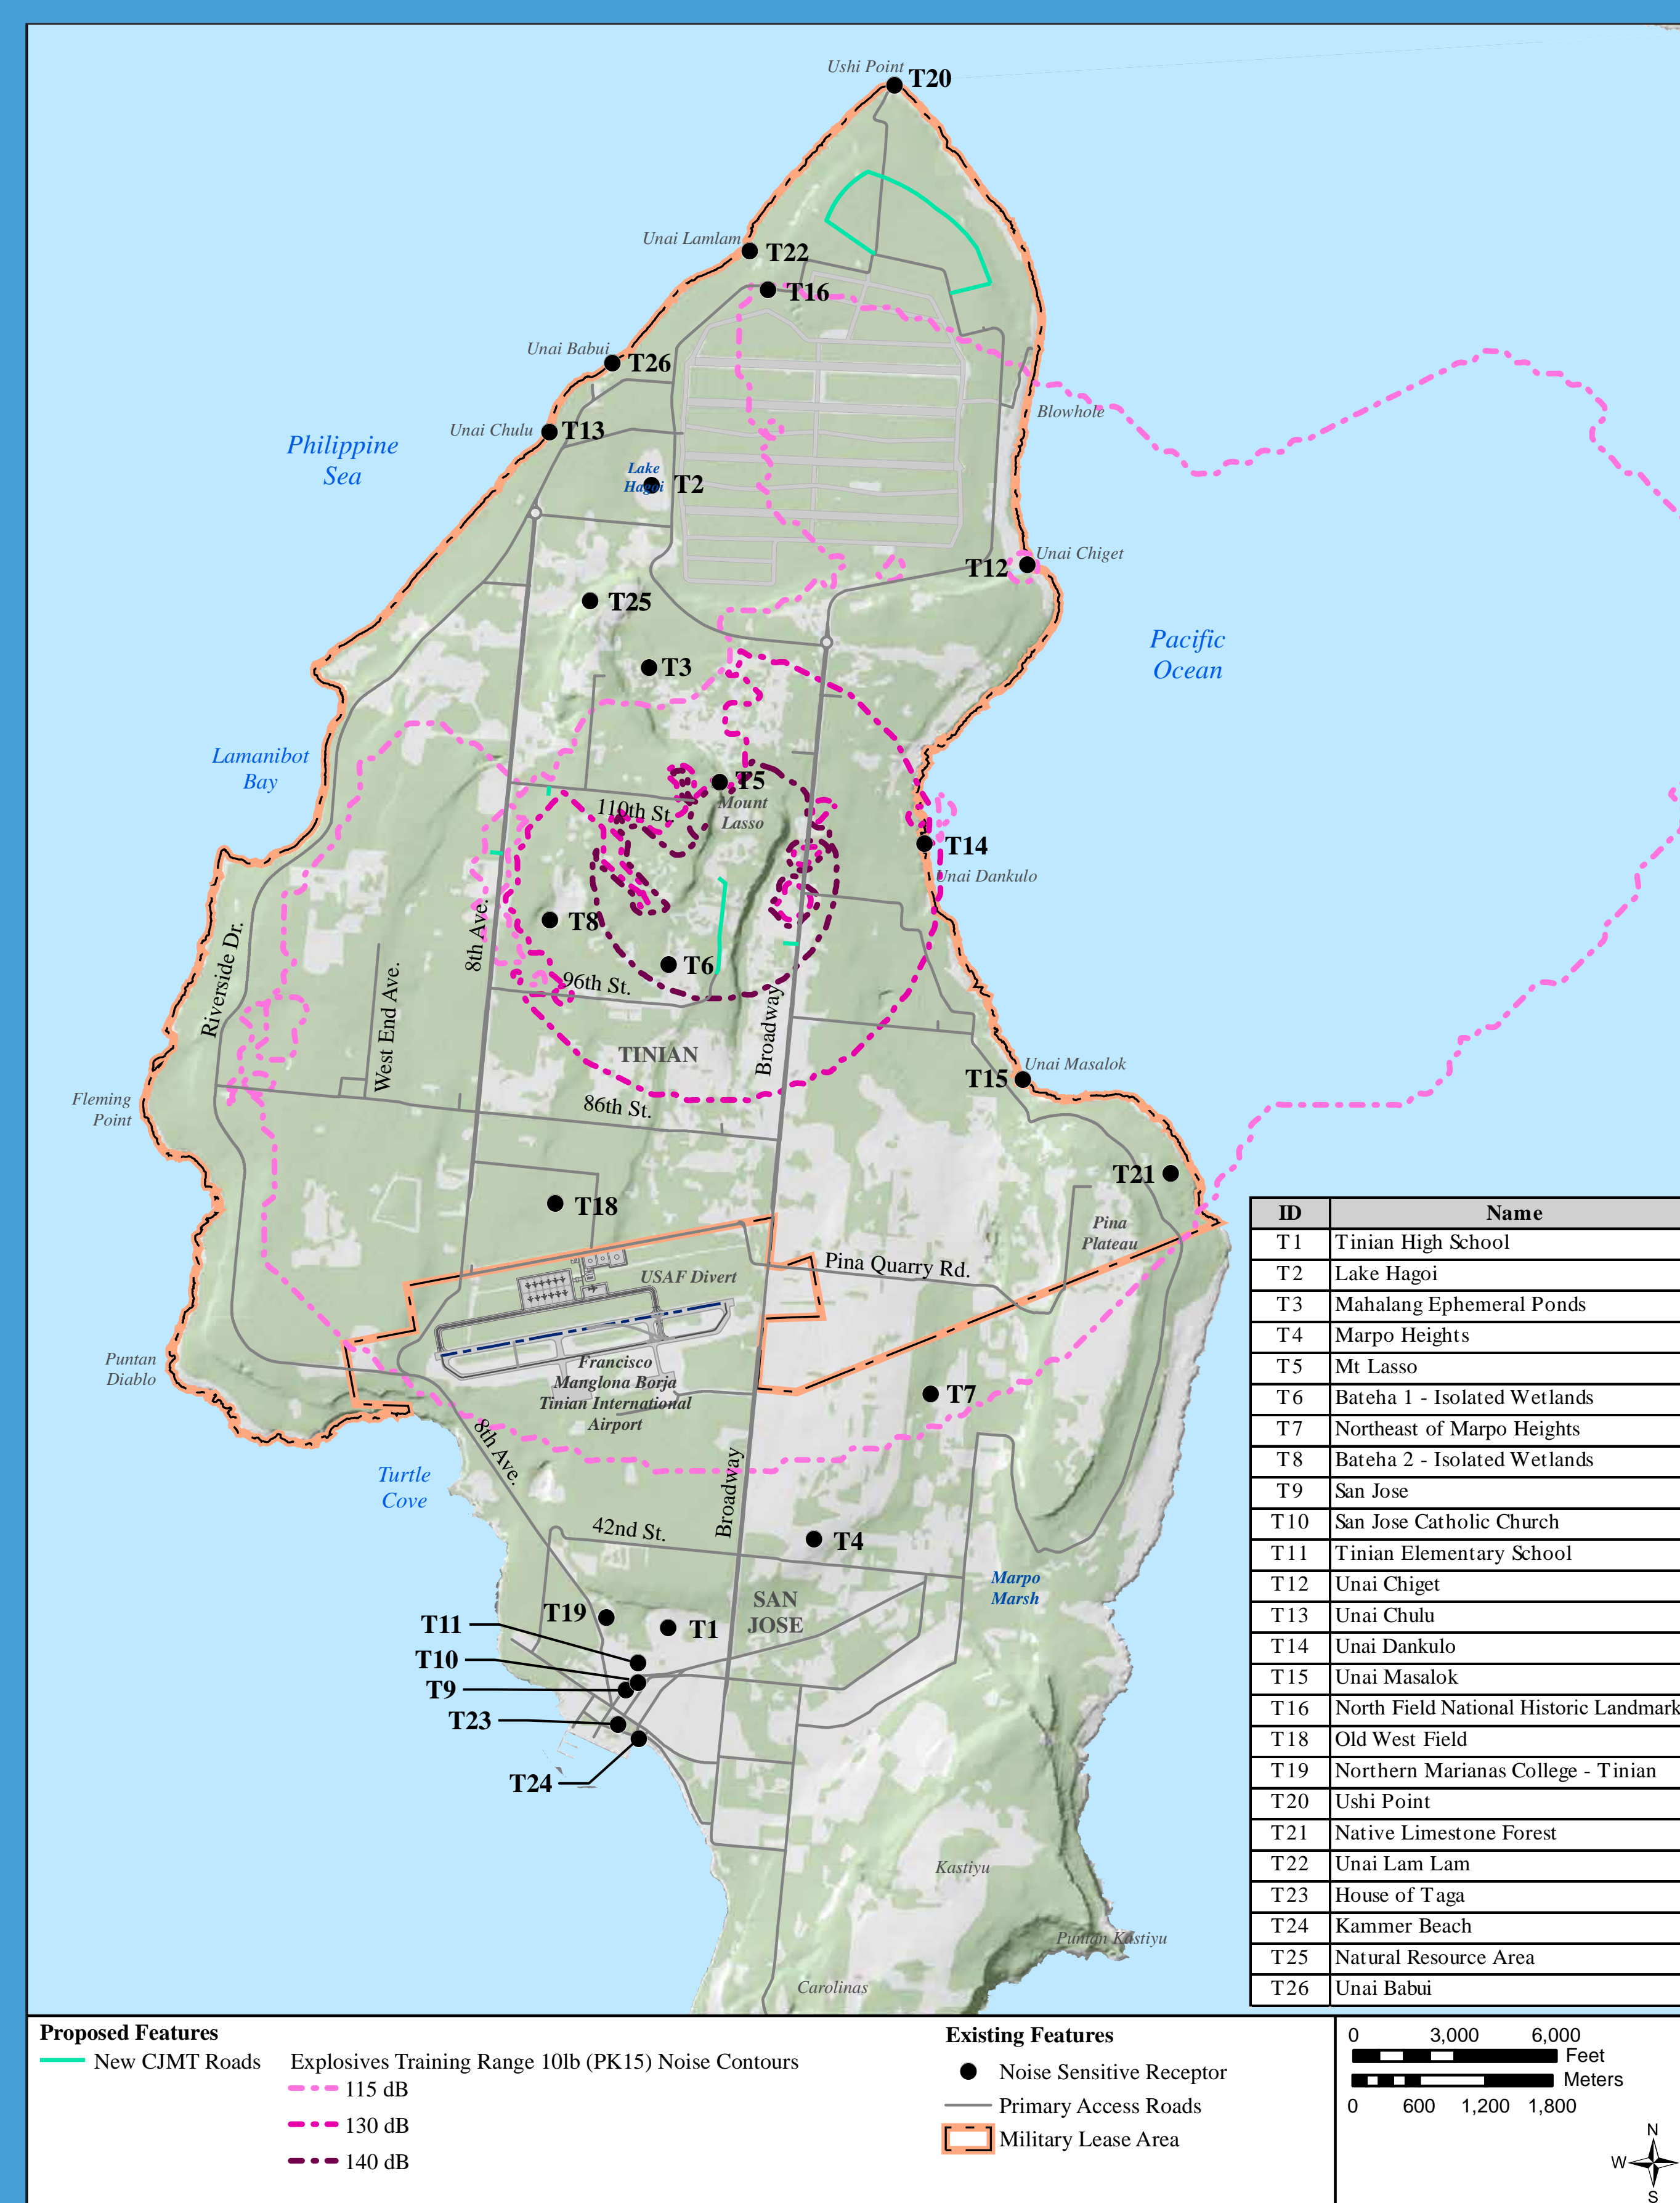 Ushi Point
T20
Unai Lamlam
T22
T16
Unai Babui
T26
Blowhole
Unai Chulu
T13
Philippine
Sea
Lake
Hagoi
T2
Unai Chiget
T12
T25
Pacific
Ocean
T3
Lamanibot
Bay
T5
Mount
Lasso
110th St.
T14
Unai Dankulo
8th Ave.
T8
Riverside Dr.
T6
96th St.
West End Ave.
Broadway
TINIAN
Unai Masalok
T15
Fleming
Point
86th St.
T21
T18
Pina
Plateau
Pina Quarry Rd.
USAF Divert
Puntan
Diablo
Francisco
Manglona Borja
Tinian International
Airport
T7
8th Ave.
Turtle
Cove
Broadway
42nd St.
T4
Marpo
Marsh
SAN
JOSE
T19
T11
T1
T10
T9
T23
T24
Kastiyu
Puntan Kastiyu
Carolinas
ID Name
T1 Tinian High School
T2 Lake Hagoi
T3 Mahalang Ephemeral Ponds
T4 Marpo Heights
T5 Mt Lasso
T6 Bateha 1 - Isolated Wetlands
T7 Northeast of Marpo Heights
T8 Bateha 2 - Isolated Wetlands
T9 San Jose
T10 San Jose Catholic Church
T11 Tinian Elementary School
T12 Unai Chiget
T13 Unai Chulu
T14 Unai Dankulo
T15 Unai Masalok
T16 North Field National Historic Landmark
T18 Old West Field
T19 Northern Marianas College - Tinian
T20 Ushi Point
T21 Native Limestone Forest
T22 Unai Lam Lam
T23 House of Taga
T24 Kammer Beach
T25 Natural Resource Area
T26 Unai Babui
Proposed Features
New CJMT Roads
Explosives Training Range 10lb (PK15) Noise Contours
115 dB
130 dB
140 dB
Existing Features
Noise Sensitive Receptor
Primary Access Roads
Military Lease Area
0 3,000 6,000
Feet
Meters
0 600 1,200 1,800
N
W
S